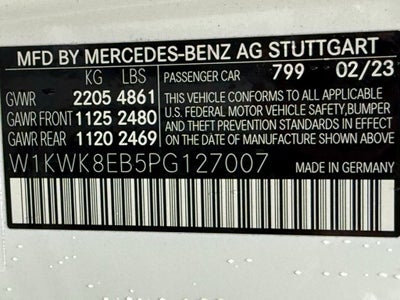 MFD BY MERCEDES-BENZ AG STUTTGART
KG LBS PASSENGER CAR 799 02/23
GVWR 2205 4861 THIS VEHICLE CONFORMS TO ALL APPLICABLE
GAWR FRONT 1125 2480 U.S. FEDERAL MOTOR VEHICLE SAFETY, BUMPER
GAWR REAR 1120 2469 AND THEFT PREVENTION STANDARDS IN EFFECT ON THE DATE OF MANUFACTURE SHOWN ABOVE.
W1KWK8EB5PG127007
MADE IN GERMANY